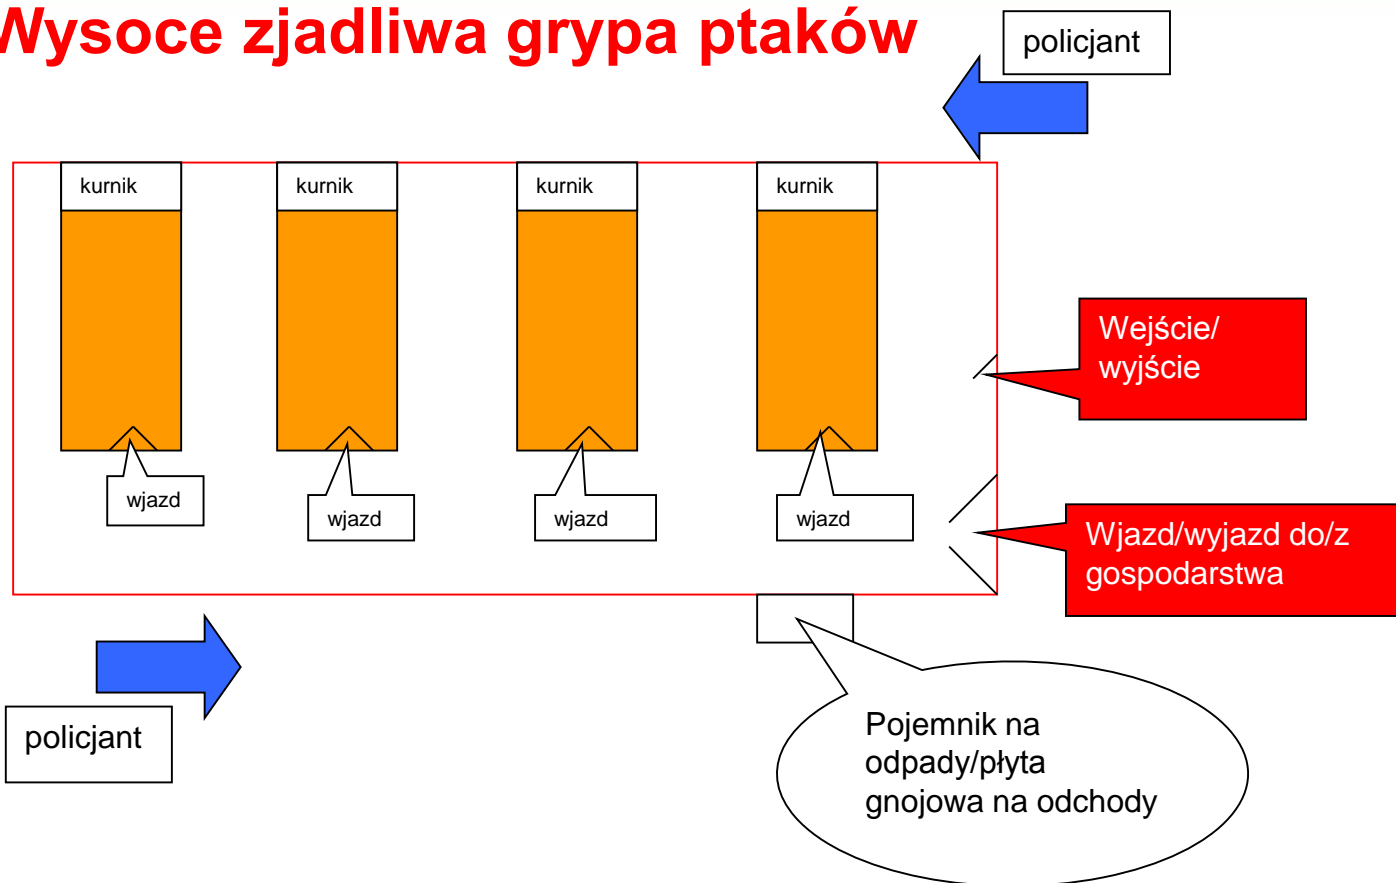 Wysoce zjadliwa grypa ptaków
policjant
kurnik
kurnik
kurnik
kurnik
Wejście/
wyjście
wjazd
wjazd
wjazd
wjazd
Wjazd/wyjazd do/z
gospodarstwa
policjant
Pojemnik na
odpady/płyta
gnojowa na odchody